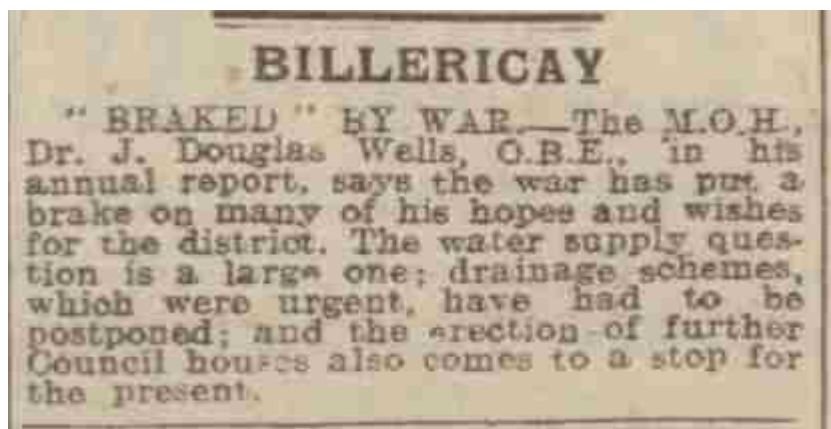 BILLERICAY
" BRAKED " BY WAR.—The M.O.H.,
Dr. J. Douglas Wells, O.B.E., in his
annual report, says the war has put a
brake on many of his hopes and wishes
for the district. The water supply ques-
tion is a large one; drainage schemes,
which were urgent, have had to be
postponed; and the erection of further
Council houses also comes to a stop for
the present.